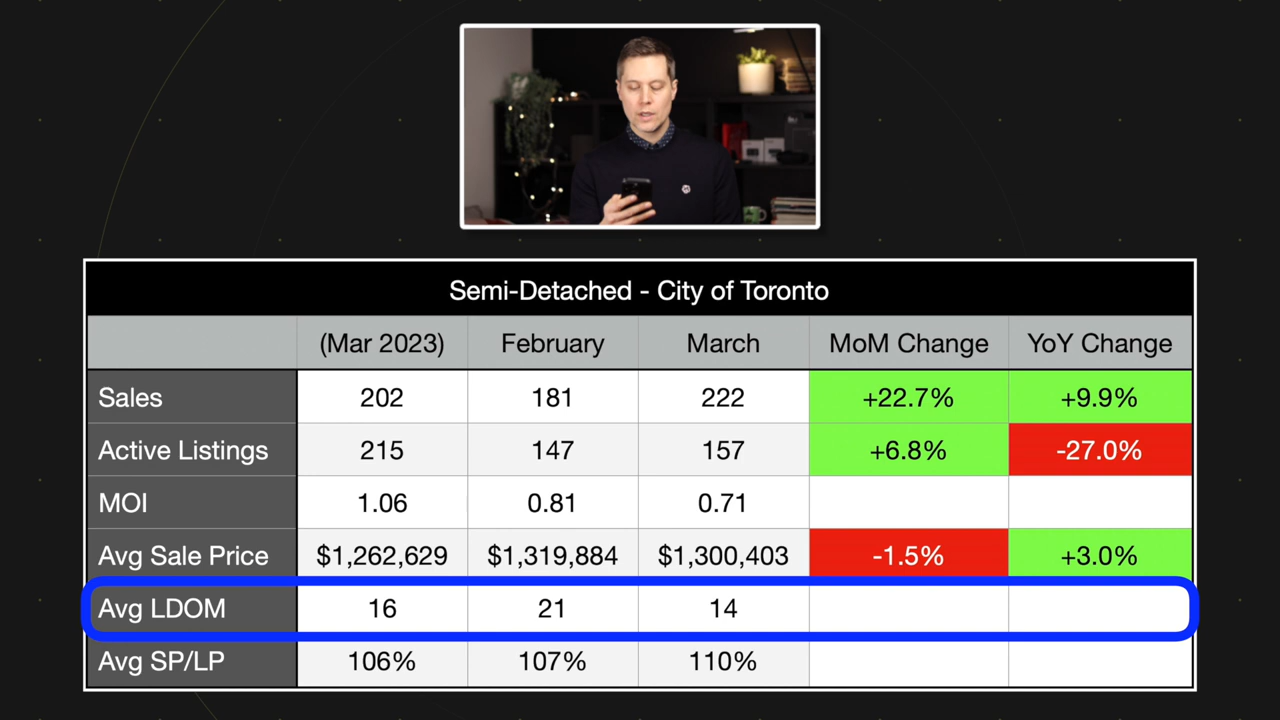 Semi-Detached - City of Toronto
(Mar 2023) February March MoM Change YoY Change
Sales 202 181 222 +22.7% +9.9%
Active Listings 215 147 157 +6.8% -27.0%
MOI 1.06 0.81 0.71
Avg Sale Price $1,262,629 $1,319,884 $1,300,403 -1.5% +3.0%
Avg LDOM 16 21 14
Avg SP/LP 106% 107% 110%